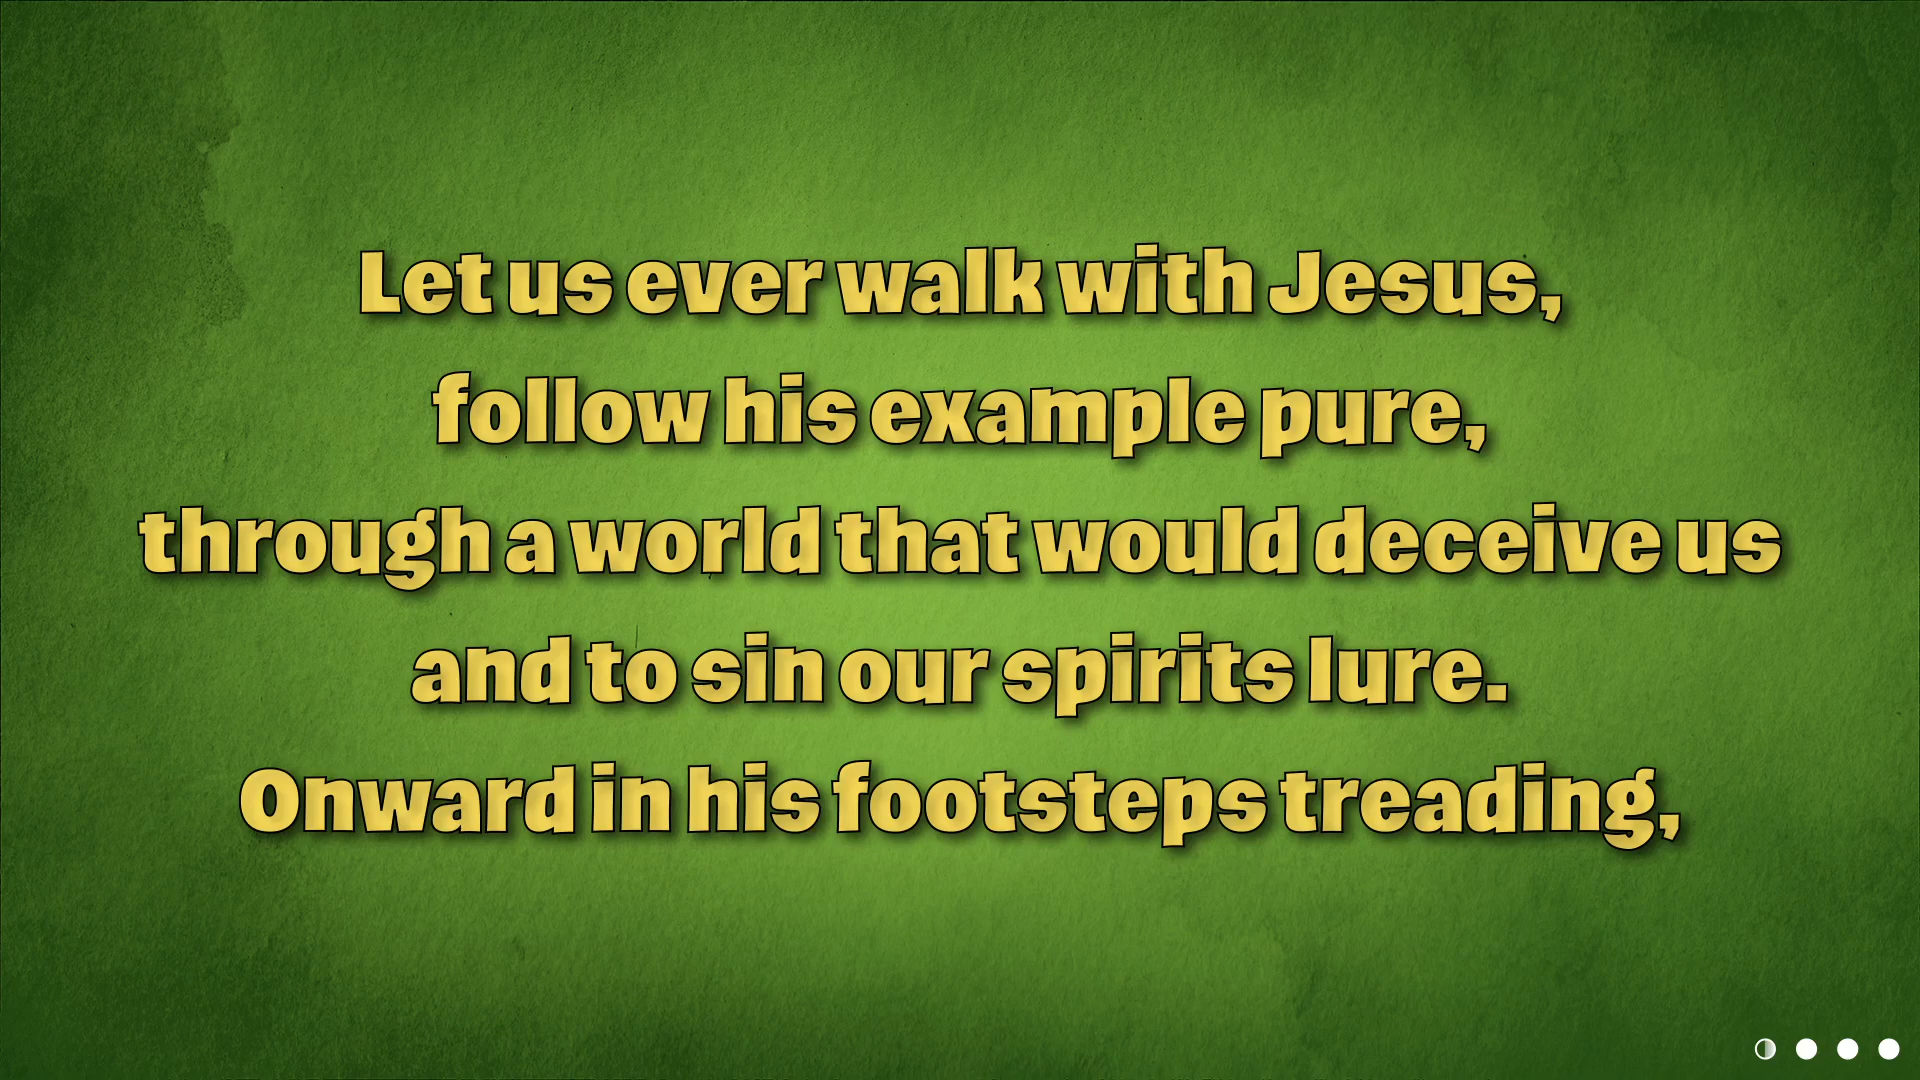 Let us ever walk with Jesus,
follow his example pure,
through a world that would deceive us
and to sin our spirits lure.
Onward in his footsteps treading,